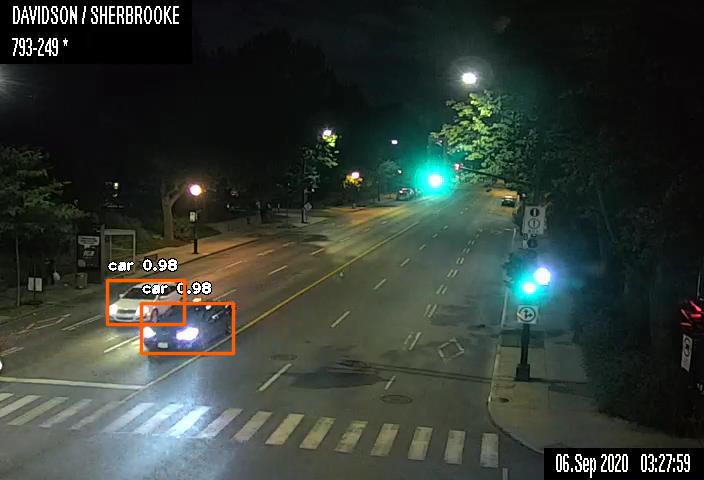 DAVIDSON / SHERBROOKE
793-249 *
car 0.98
car 0.98
06.Sep 2020 03:27:59